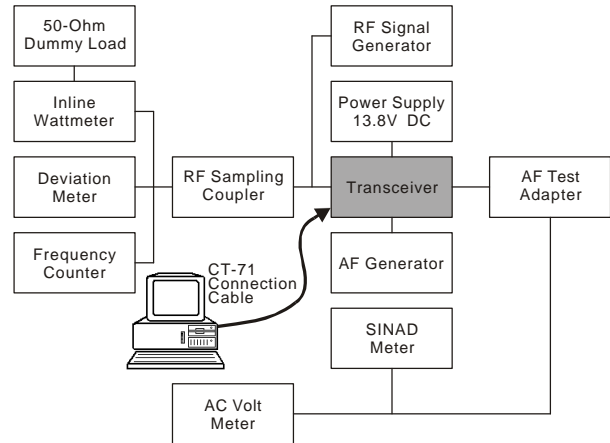 50-Ohm
Dummy Load
RF Signal
Generator
Inline
Wattmeter
Power Supply
13.8V DC
Deviation
Meter
RF Sampling
Coupler
Transceiver
AF Test
Adapter
Frequency
Counter
CT-71
Connection
Cable
AF Generator
SINAD
Meter
AC Volt
Meter